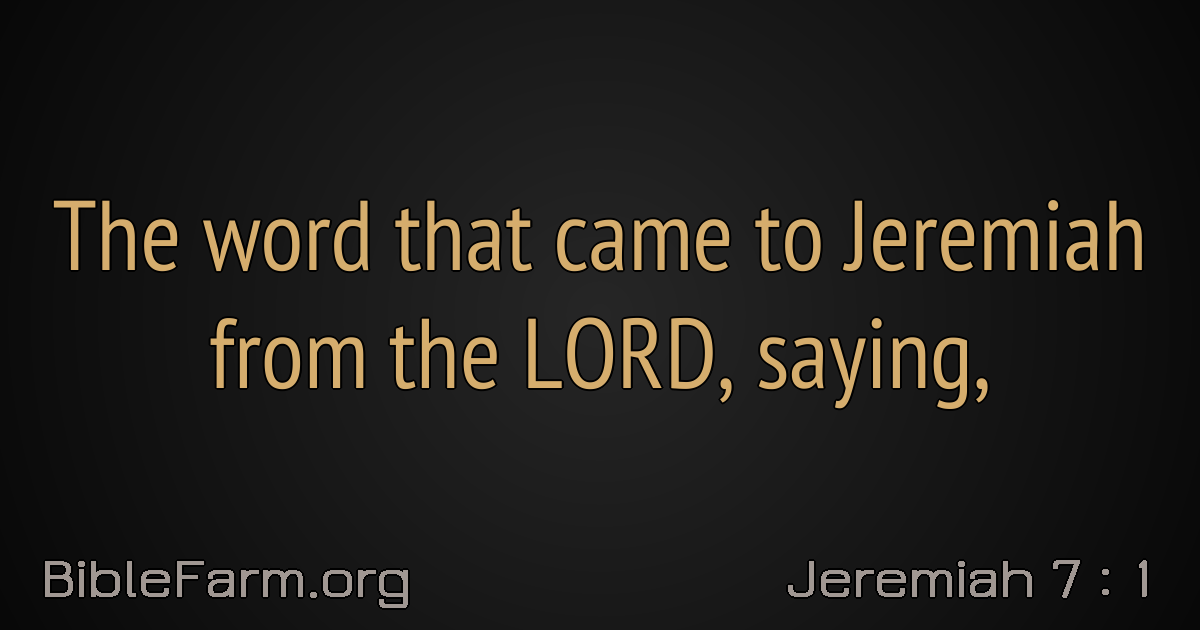 The word that came to Jeremiah
from the LORD, saying,
BibleFarm.org
Jeremiah 7 : 1